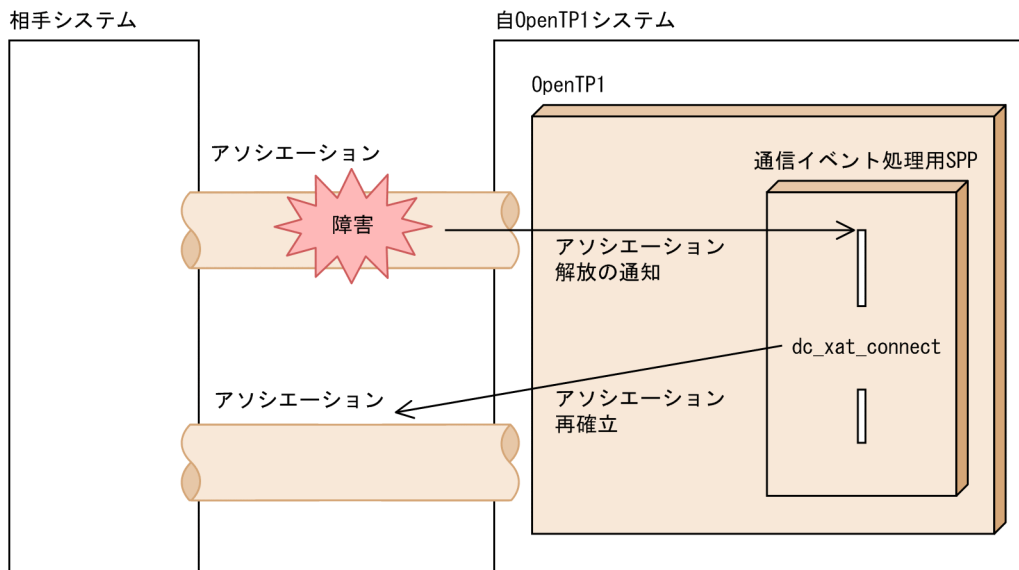 相手システム
自OpenTP1システム
OpenTP1
アソシエーション
通信イベント処理用SPP
障害
アソシエーション
解放の通知
dc_xat_connect
アソシエーション
アソシエーション
再確立